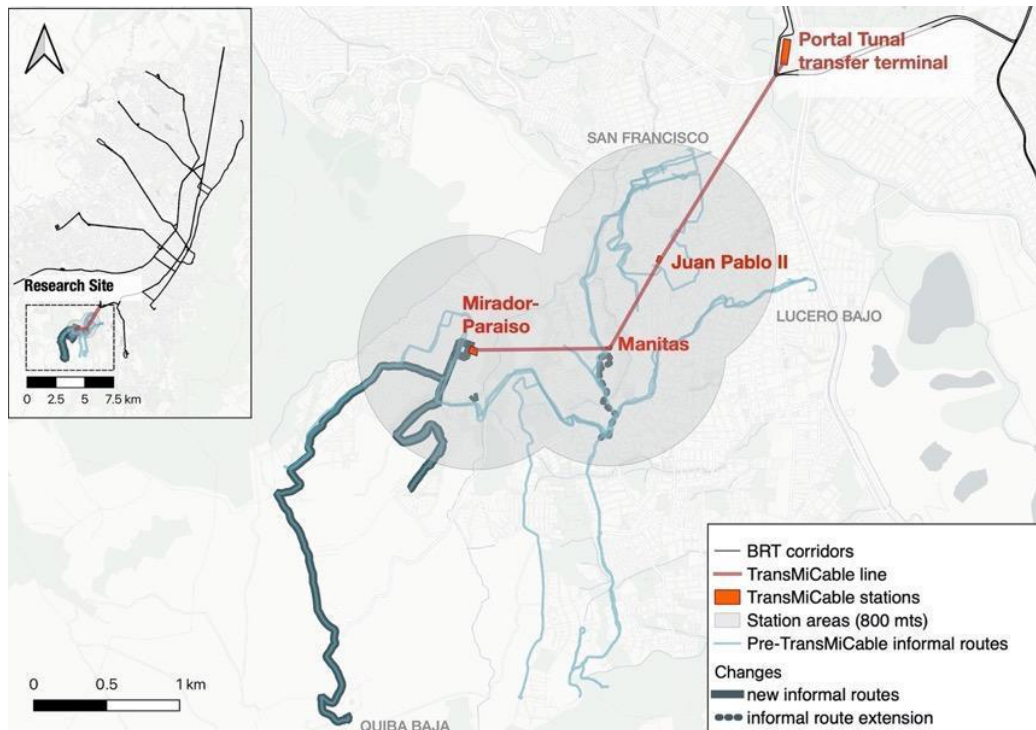 Portal Tunal
transfer terminal
SAN FRANCISCO
Juan Pablo II
Research Site
Mirador-
Paraiso
LUCERO BAJO
Manitas
0 2.5 5 7.5 km
BRT corridors
TransMiCable line
TransMiCable stations
Station areas (800 mts)
Pre-TransMiCable informal routes
Changes
new informal routes
informal route extension
0 0.5 1 km
QUIBA BAJA